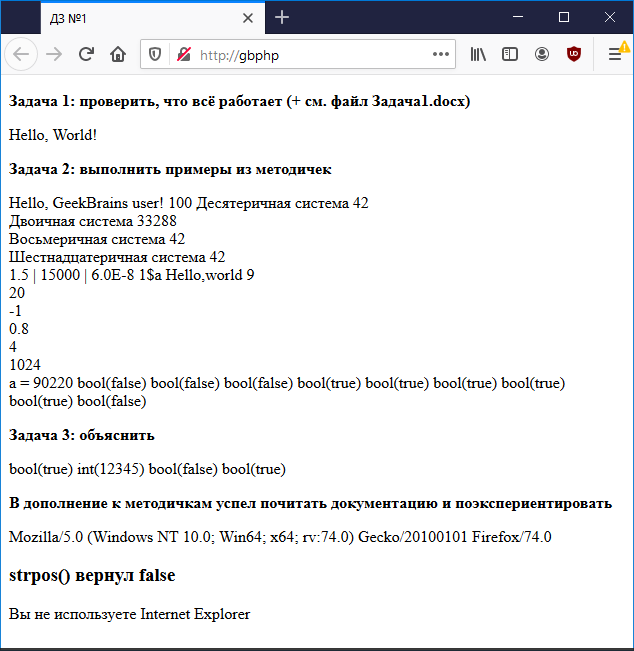 ДЗ №1
http://gbphp
Задача 1: проверить, что всё работает (+ см. файл Задача1.docx)
Hello, World!
Задача 2: выполнить примеры из методичек
Hello, GeekBrains user! 100 Десятеричная система 42
Двоичная система 33288
Восьмеричная система 42
Шестнадцатеричная система 42
1.5 | 15000 | 6.0E-8 1$a Hello,world 9
20
-1
0.8
4
1024
a = 90220 bool(false) bool(false) bool(false) bool(true) bool(true) bool(true) bool(true)
bool(true) bool(false)
Задача 3: объяснить
bool(true) int(12345) bool(false) bool(true)
В дополнение к методичкам успел почитать документацию и поэкспериентировать
Mozilla/5.0 (Windows NT 10.0; Win64; x64; rv:74.0) Gecko/20100101 Firefox/74.0
strpos() вернул false
Вы не используете Internet Explorer